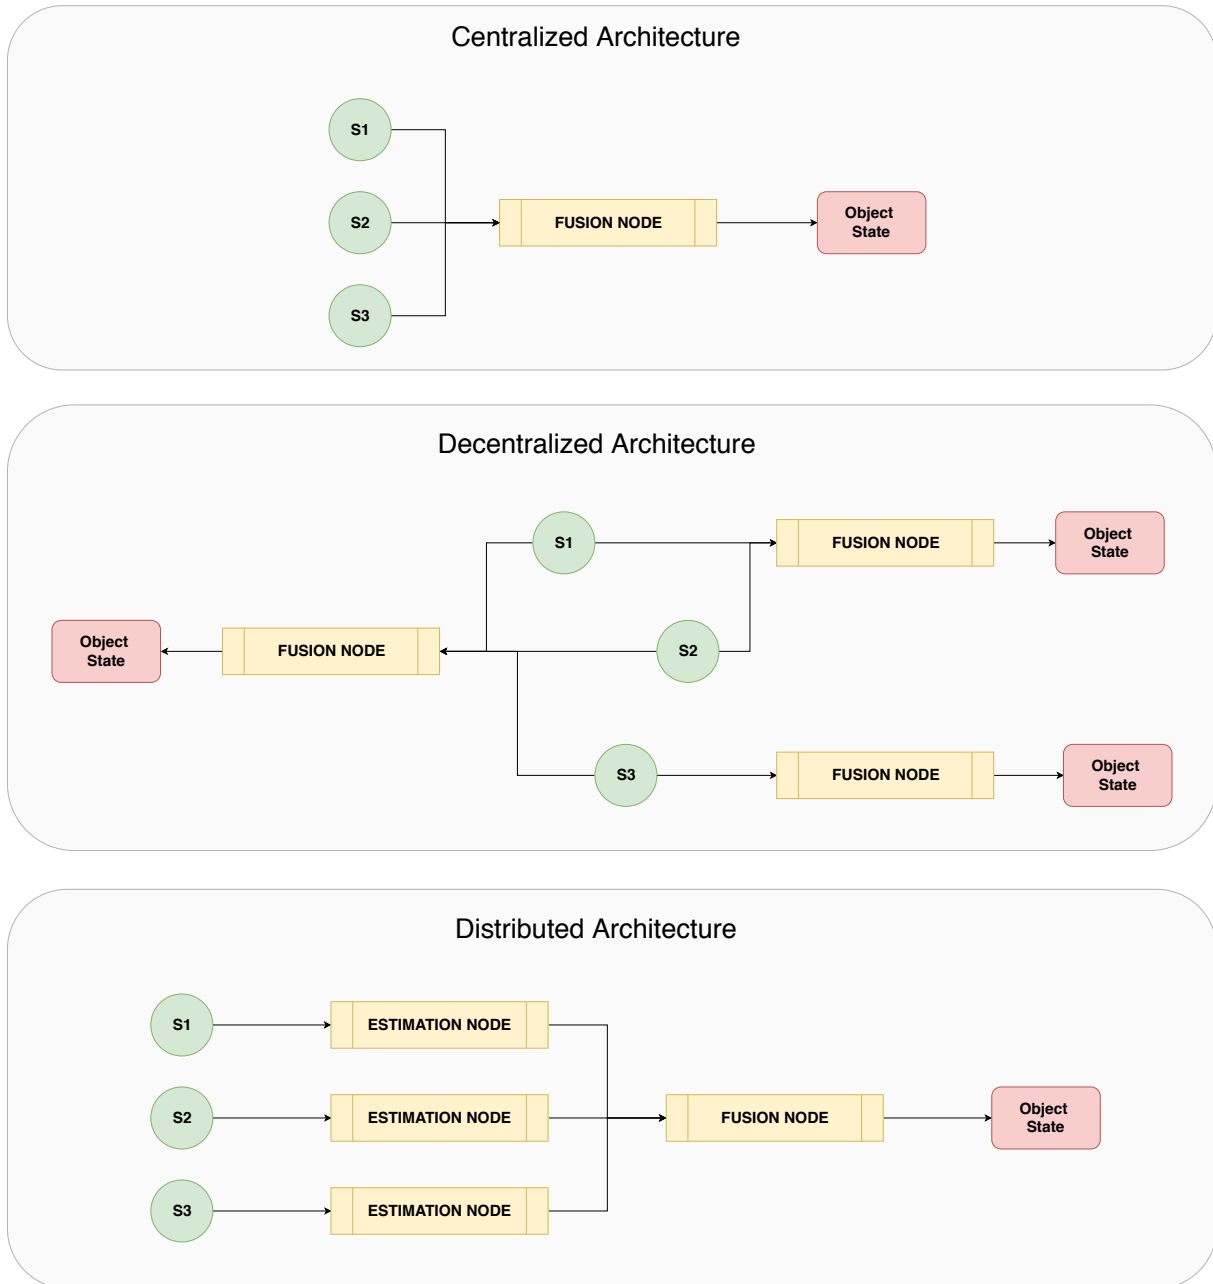 Centralized Architecture
S1
S2
FUSION NODE
Object
State
S3
Decentralized Architecture
S1
FUSION NODE
Object
State
Object
State
FUSION NODE
S2
S3
FUSION NODE
Object
State
Distributed Architecture
S1
ESTIMATION NODE
S2
ESTIMATION NODE
FUSION NODE
Object
State
S3
ESTIMATION NODE